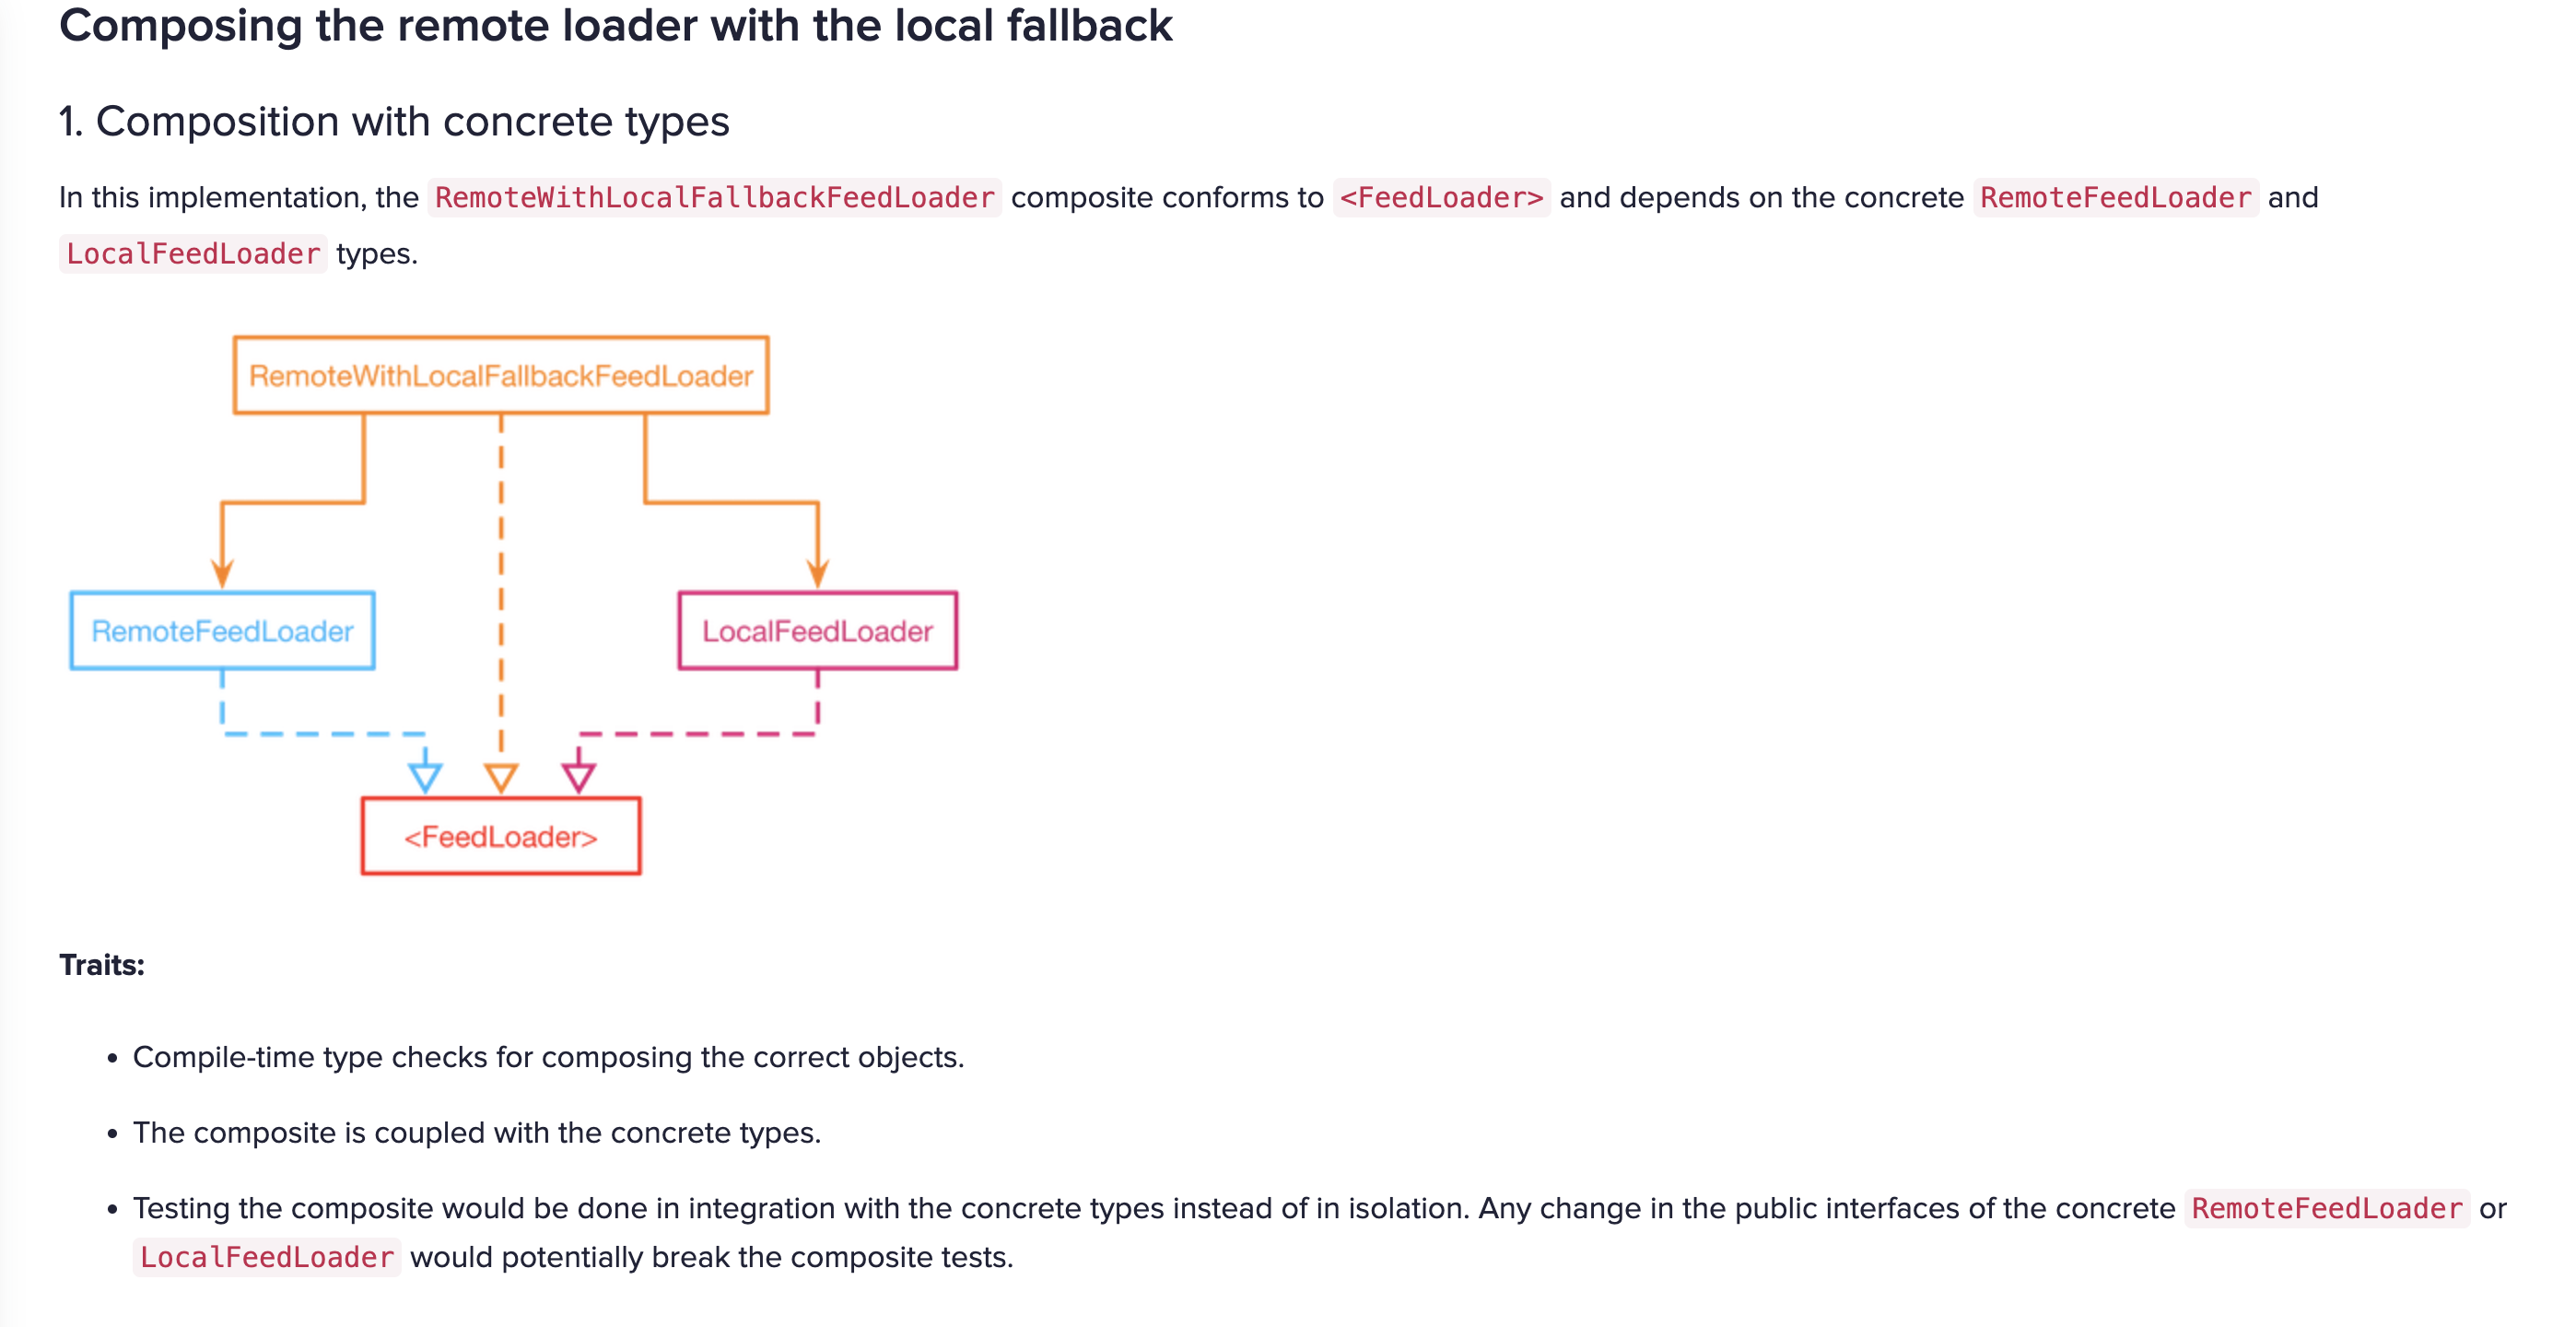 Composing the remote loader with the local fallback
1. Composition with concrete types
In this implementation, the RemoteWithLocalFallbackFeedLoader composite conforms to <FeedLoader> and depends on the concrete RemoteFeedLoader and
LocalFeedLoader types.
RemoteWithLocalFallbackFeedLoader
RemoteFeedLoader
LocalFeedLoader
<FeedLoader>
Traits:
• Compile-time type checks for composing the correct objects.
• The composite is coupled with the concrete types.
• Testing the composite would be done in integration with the concrete types instead of in isolation. Any change in the public interfaces of the concrete RemoteFeedLoader or
LocalFeedLoader would potentially break the composite tests.